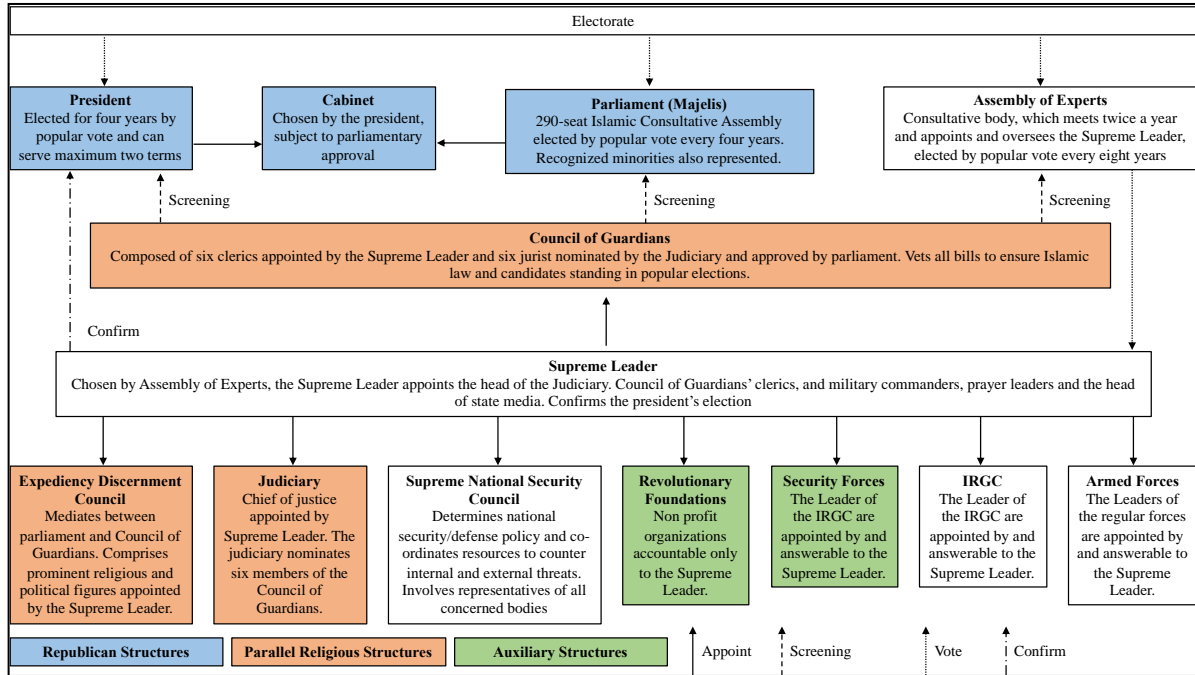 Electorate
President
Elected for four years by
popular vote and can
serve maximum two terms
Cabinet
Chosen by the president,
subject to parliamentary
approval
Parliament (Majelis)
290-seat Islamic Consultative Assembly
elected by popular vote every four years.
Recognized minorities also represented.
Assembly of Experts
Consultative body, which meets twice a year
and appoints and oversees the Supreme Leader,
elected by popular vote every eight years
Screening
Screening
Screening
Council of Guardians
Composed of six clerics appointed by the Supreme Leader and six jurist nominated by the Judiciary and approved by parliament. Vets all bills to ensure Islamic
law and candidates standing in popular elections.
Confirm
Supreme Leader
Chosen by Assembly of Experts, the Supreme Leader appoints the head of the Judiciary. Council of Guardians' clerics, and military commanders, prayer leaders and the head
of state media. Confirms the president's election
Expediency Discernment
Council
Mediates between
parliament and Council of
Guardians. Comprises
prominent religious and
political figures appointed
by the Supreme Leader.
Judiciary
Chief of justice
appointed by
Supreme Leader. The
judiciary nominates
six members of the
Council of
Guardians.
Supreme National Security
Council
Determines national
security/defense policy and co-
ordinates resources to counter
internal and external threats.
Involves representatives of all
concerned bodies
Revolutionary
Foundations
Non profit
organizations
accountable only
to the Supreme
Leader.
Security Forces
The Leader of
the IRGC are
appointed by and
answerable to the
Supreme Leader.
IRGC
The Leader of
the IRGC are
appointed by and
answerable to the
Supreme Leader.
Armed Forces
The Leaders of
the regular forces
are appointed by
and answerable to
the Supreme
Leader.
Republican Structures
Parallel Religious Structures
Auxiliary Structures
Appoint
Screening
Vote
Confirm